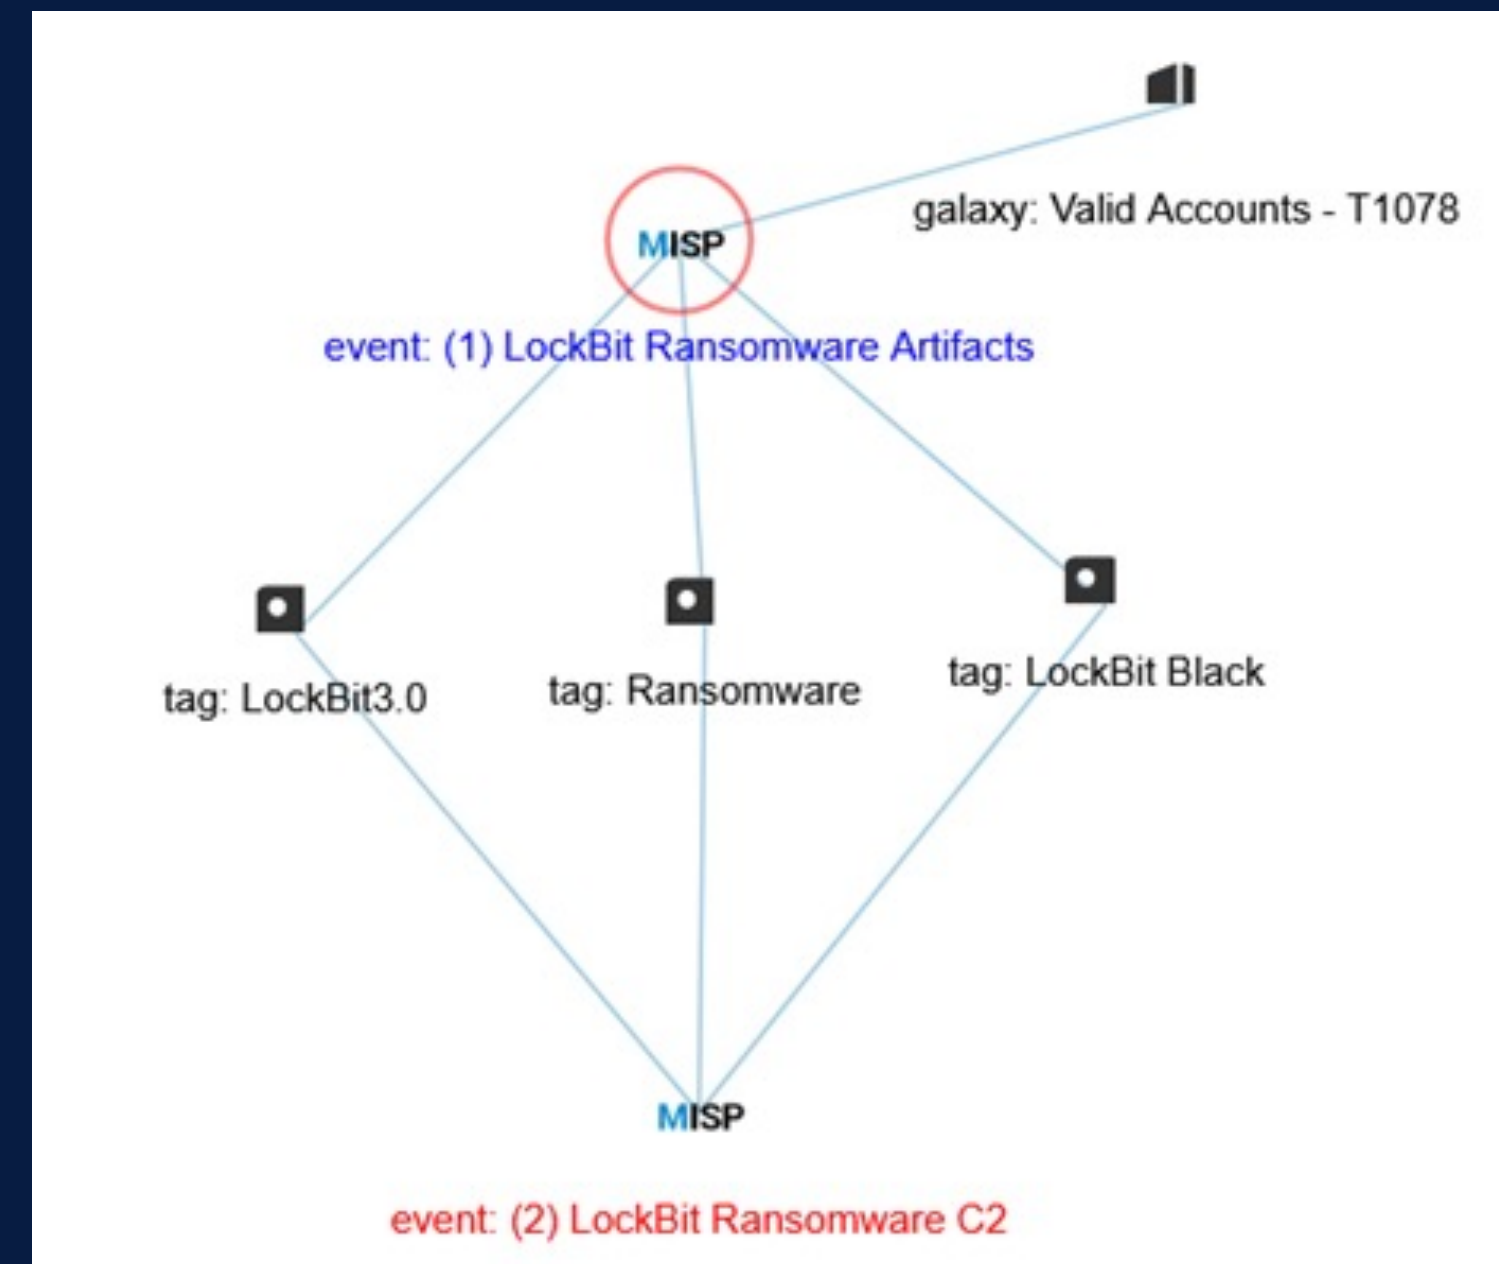 galaxy: Valid Accounts - T1078
MISP
event: (1) LockBit Ransomware Artifacts
tag: LockBit3.0
tag: Ransomware
tag: LockBit Black
MISP
event: (2) LockBit Ransomware C2